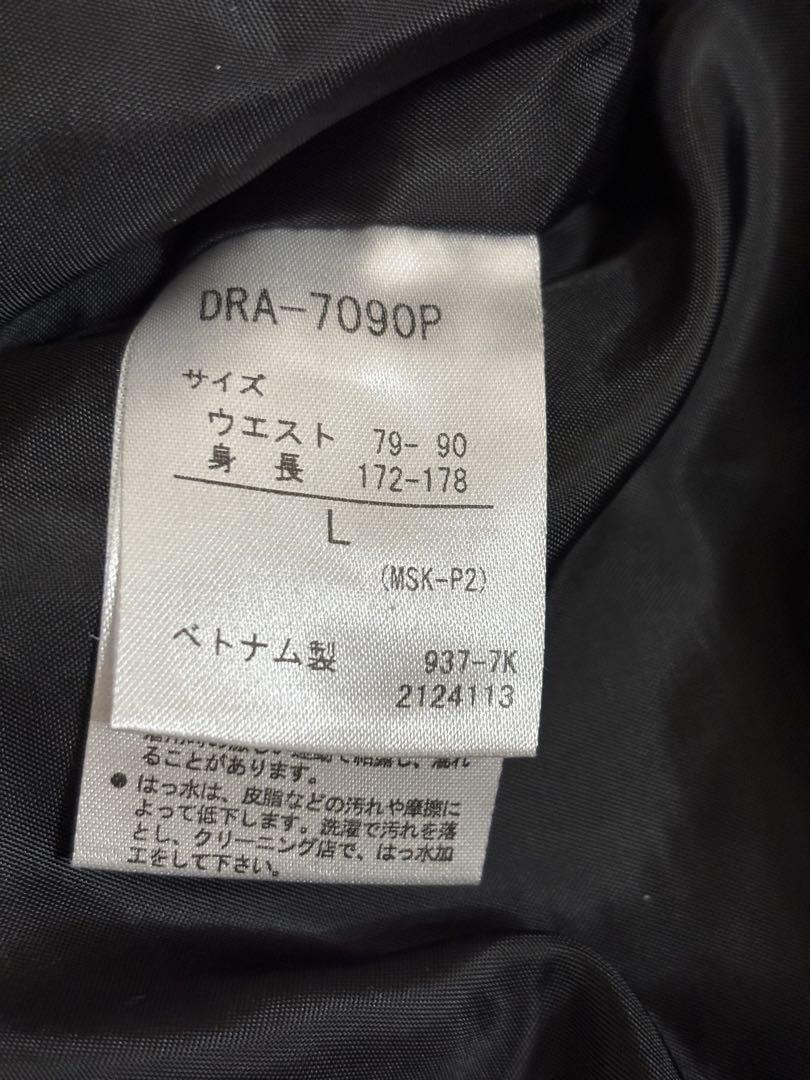 DRA-7090P
サイズ
ウエスト 79- 90
身 長 172-178
L
(MSK-P2)
ベトナム製 937-7K
2124113
ることがあります。
● はっ水は、皮脂などの汚れや摩擦に
よって低下します。洗濯で汚れを落
とし、クリーニング店で、はっ水加
工をして下さい。